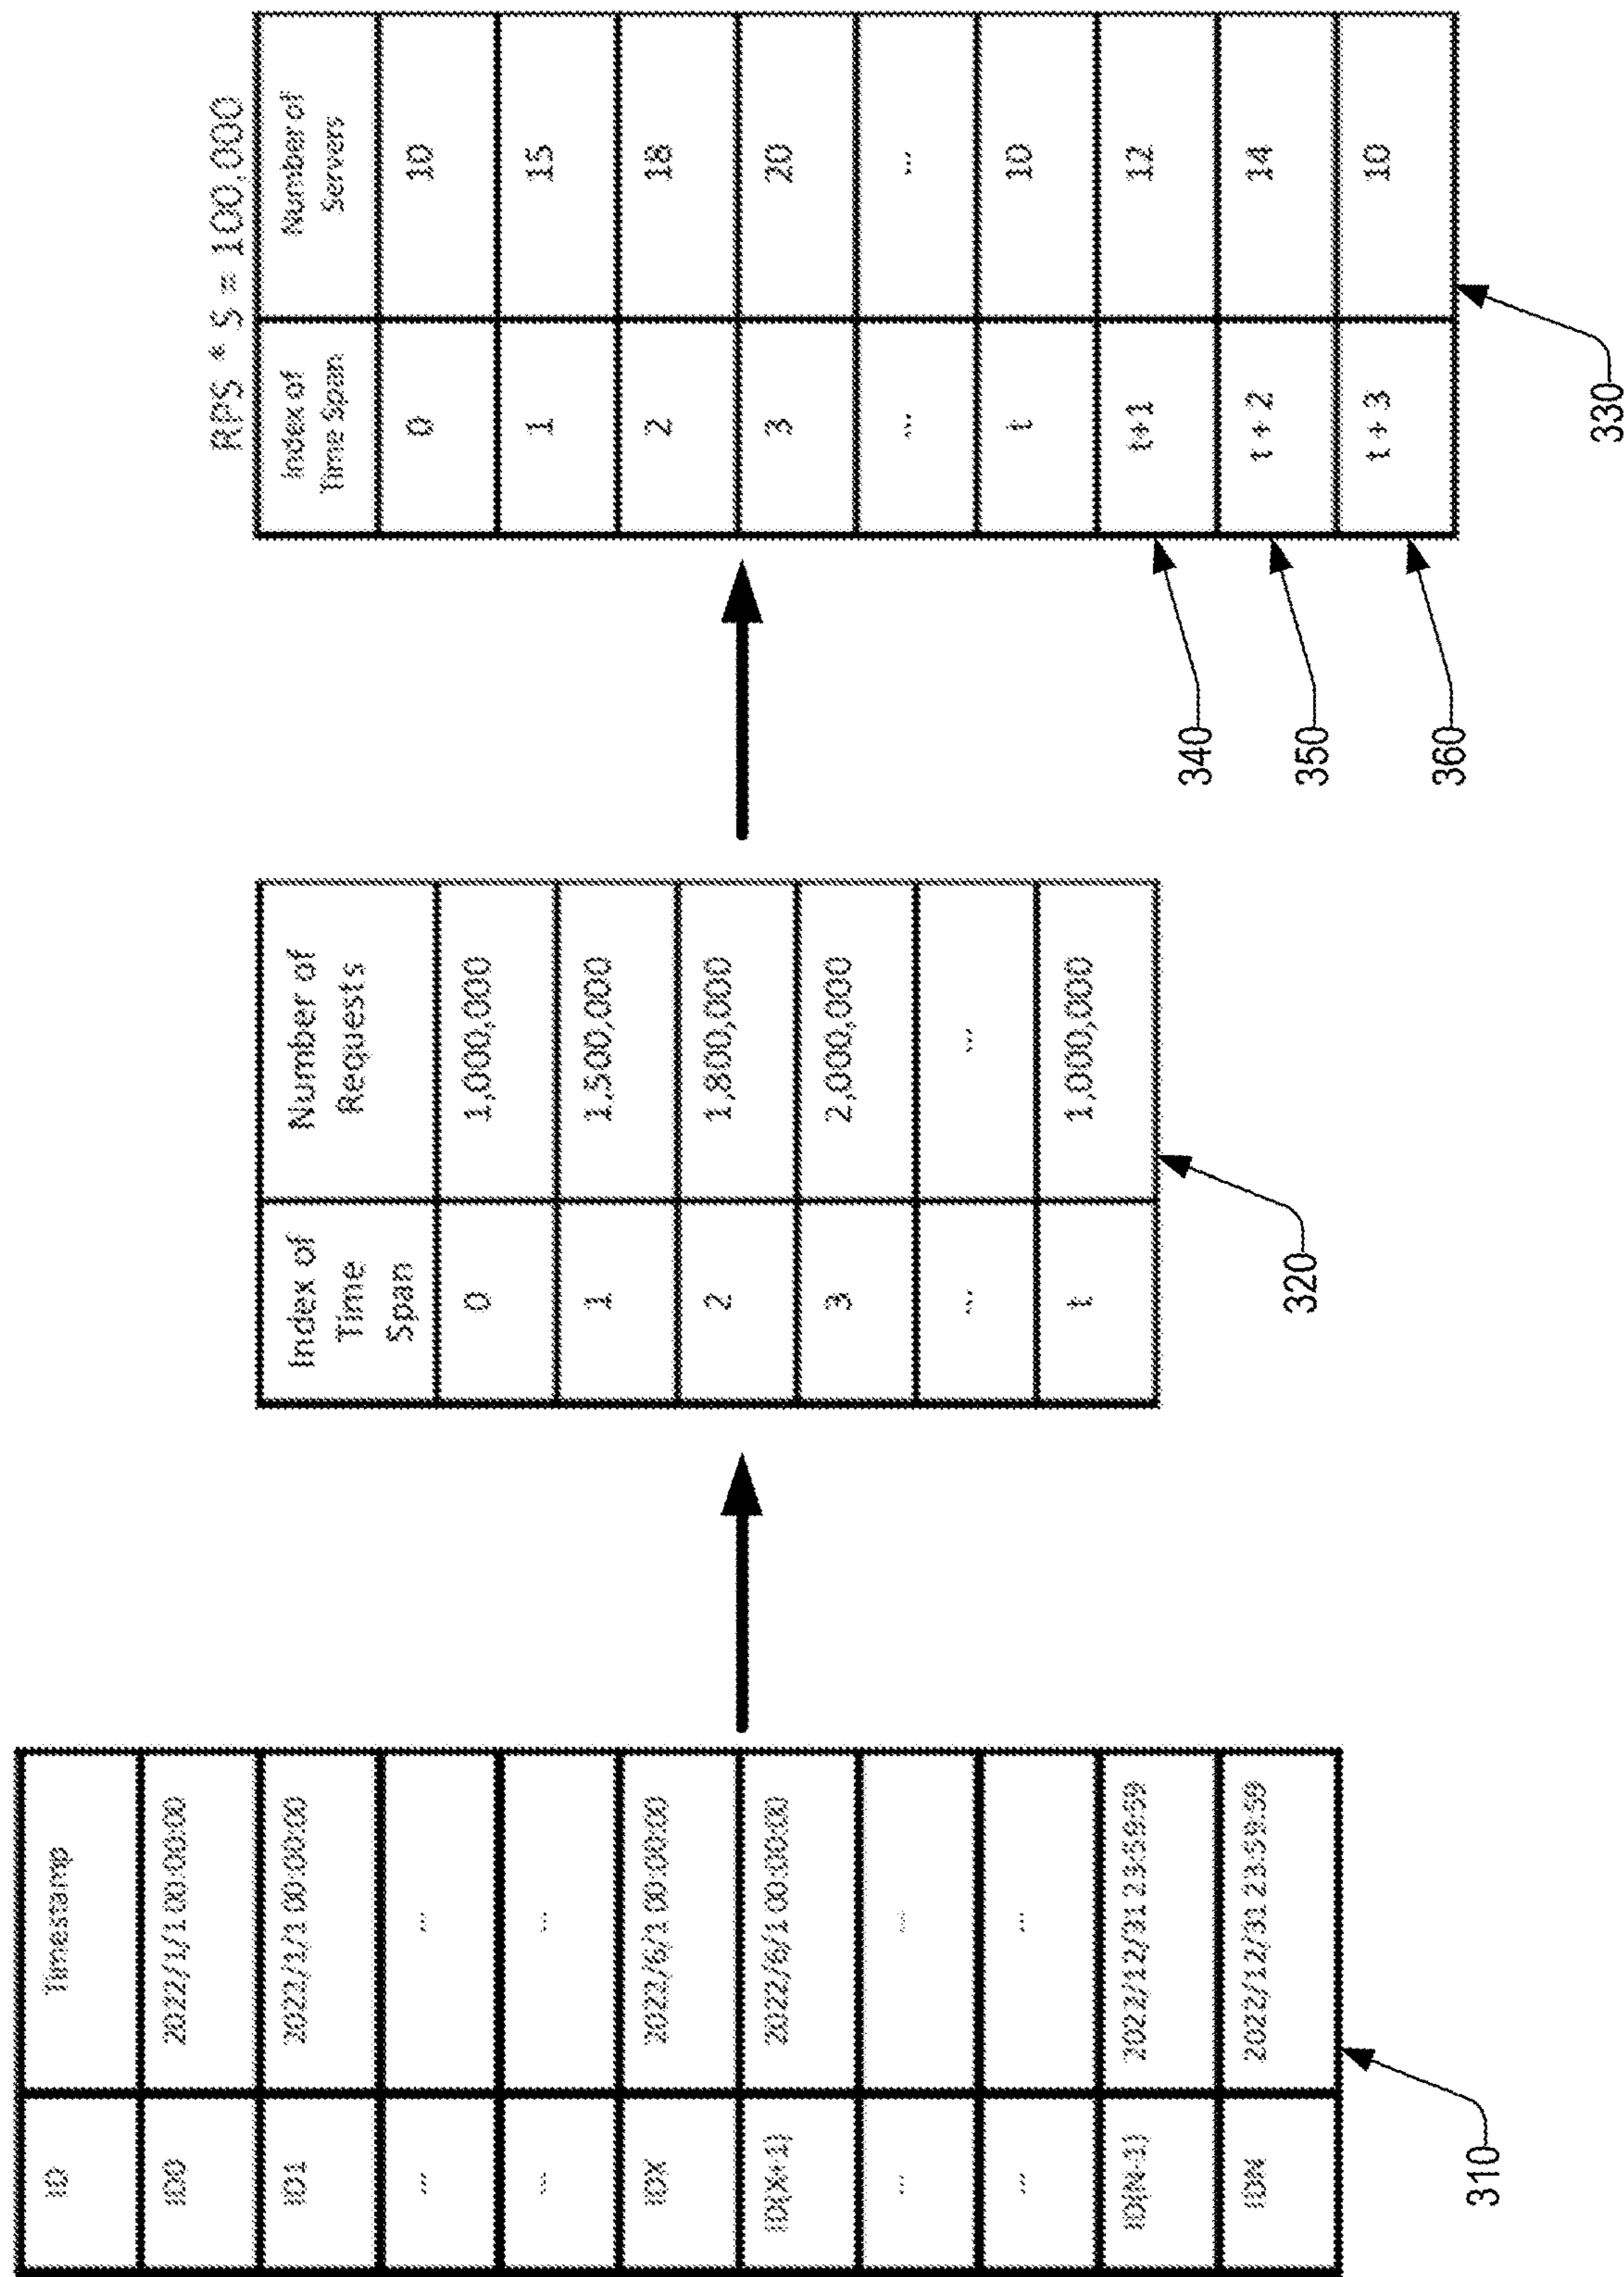 ID Timestamp
ID0 2022/1/1 00:00:00
ID1 2022/1/1 00:00:00
... ...
... ...
IDX 2022/6/1 00:00:00
ID(X+1) 2022/6/1 00:00:00
... ...
... ...
ID(N-1) 2022/12/31 23:59:59
IDN 2022/12/31 23:59:59
310
Index of
Time
Span
Number of
Requests
0 1,000,000
1 1,500,000
2 1,800,000
3 2,000,000
... ...
t 1,000,000
320
RPS * S = 100,000
Index of
Time Span
Number of
Servers
0 10
1 15
2 18
3 20
... ...
t 10
t+1 12
t + 2 14
t + 3 10
340
350
360
330